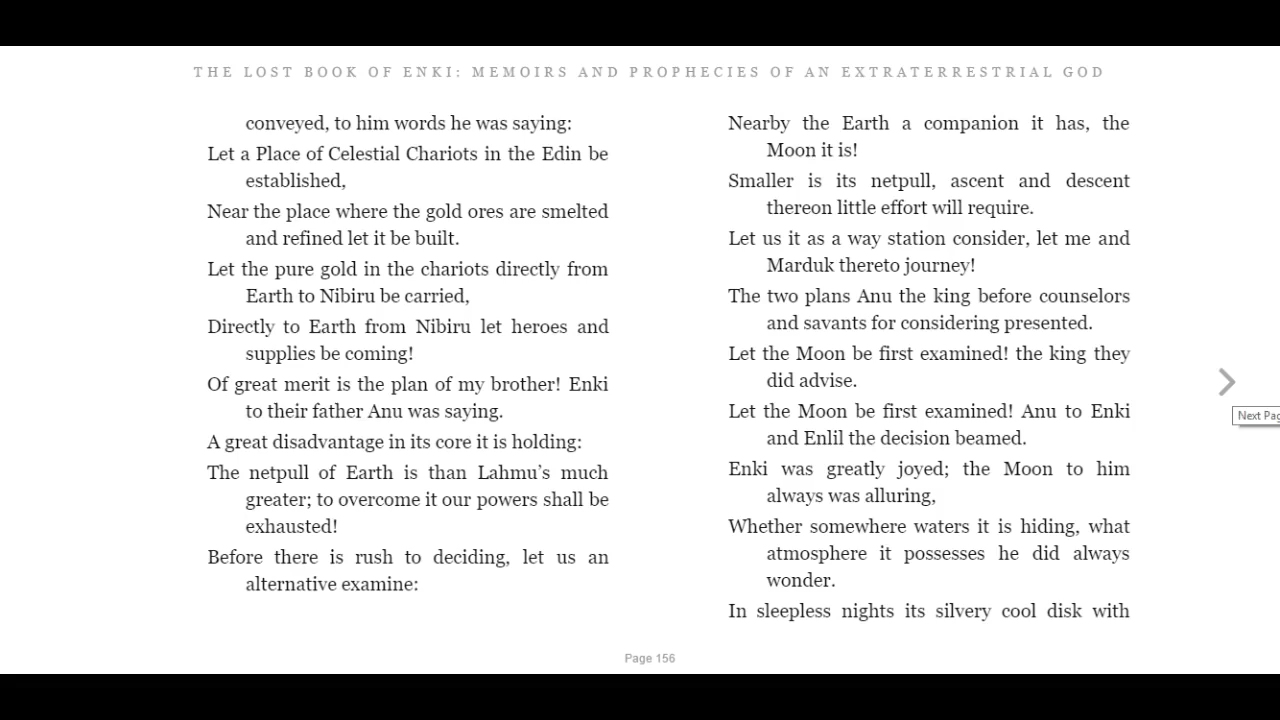 THE LOST BOOK OF ENKI: MEMOIRS AND PROPHECIES OF AN EXTRATERRESTRIAL GOD
conveyed, to him words he was saying:
Let a Place of Celestial Chariots in the Edin be
established,
Near the place where the gold ores are smelted
and refined let it be built.
Let the pure gold in the chariots directly from
Earth to Nibiru be carried,
Directly to Earth from Nibiru let heroes and
supplies be coming!
Of great merit is the plan of my brother! Enki
to their father Anu was saying.
A great disadvantage in its core it is holding:
The netpull of Earth is than Lahmu’s much
greater; to overcome it our powers shall be
exhausted!
Before there is rush to deciding, let us an
alternative examine:
Nearby the Earth a companion it has, the
Moon it is!
Smaller is its netpull, ascent and descent
thereon little effort will require.
Let us it as a way station consider, let me and
Marduk thereto journey!
The two plans Anu the king before counselors
and savants for considering presented.
Let the Moon be first examined! the king they
did advise.
Let the Moon be first examined! Anu to Enki
and Enlil the decision beamed.
Enki was greatly joyed; the Moon to him
always was alluring,
Whether somewhere waters it is hiding, what
atmosphere it possesses he did always
wonder.
In sleepless nights its silvery cool disk with
Next Pag
Page 156